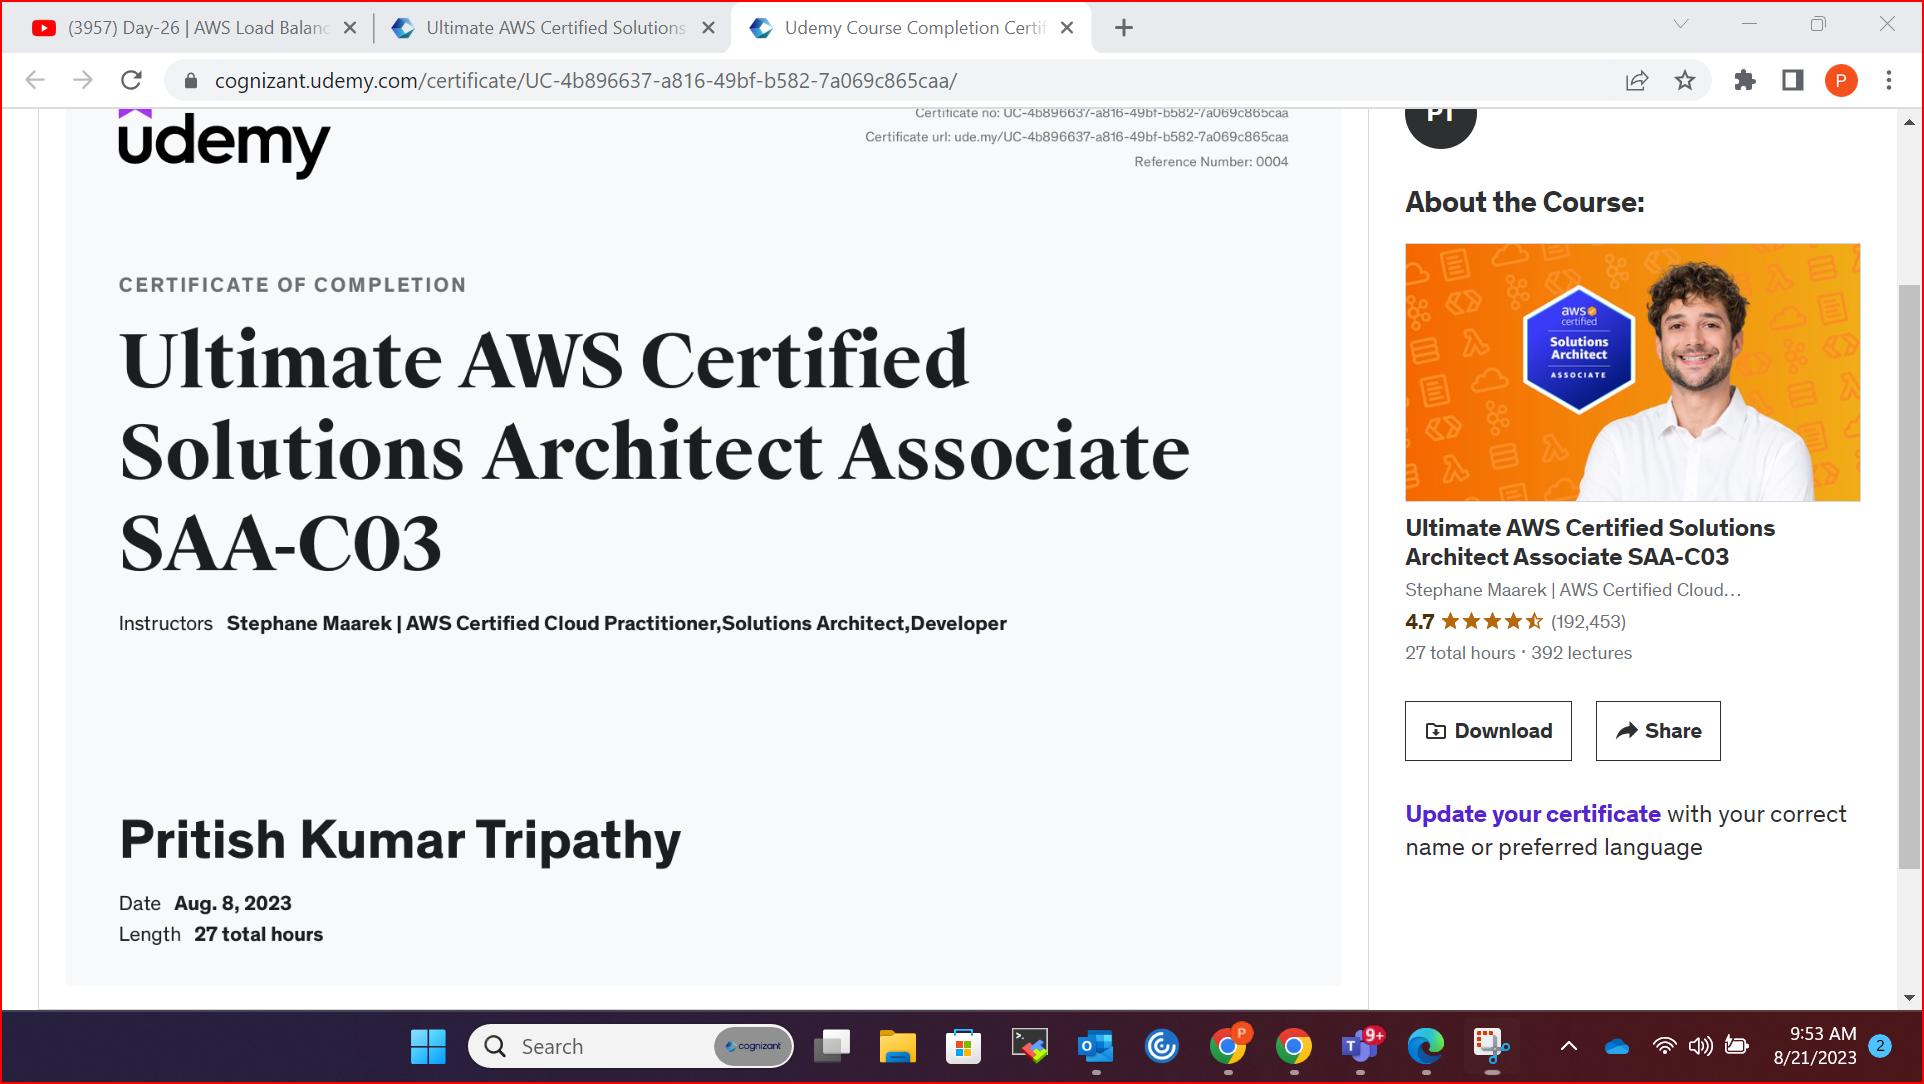 (3957) Day-26 | AWS Load Balanc
Ultimate AWS Certified Solutions
Udemy Course Completion Certif
cognizant.udemy.com/certificate/UC-4b896637-a816-49bf-b582-7a069c865caa/
P
udemy
Certificate no: UC-4b896637-a816-49bf-b582-7a069c865caa
Certificate url: ude.my/UC-4b896637-a816-49bf-b582-7a069c865caa
Reference Number: 0004
CERTIFICATE OF COMPLETION
Ultimate AWS Certified
Solutions Architect Associate
SAA-C03
Instructors Stephane Maarek | AWS Certified Cloud Practitioner,Solutions Architect,Developer
Pritish Kumar Tripathy
Date Aug. 8, 2023
Length 27 total hours
PT
About the Course:
aws
certified
Solutions
Architect
ASSOCIATE
Ultimate AWS Certified Solutions
Architect Associate SAA-C03
Stephane Maarek | AWS Certified Cloud...
4.7 (192,453)
27 total hours · 392 lectures
Download
Share
Update your certificate with your correct
name or preferred language
Search
cognizant
P
9+
9:53 AM
8/21/2023
2